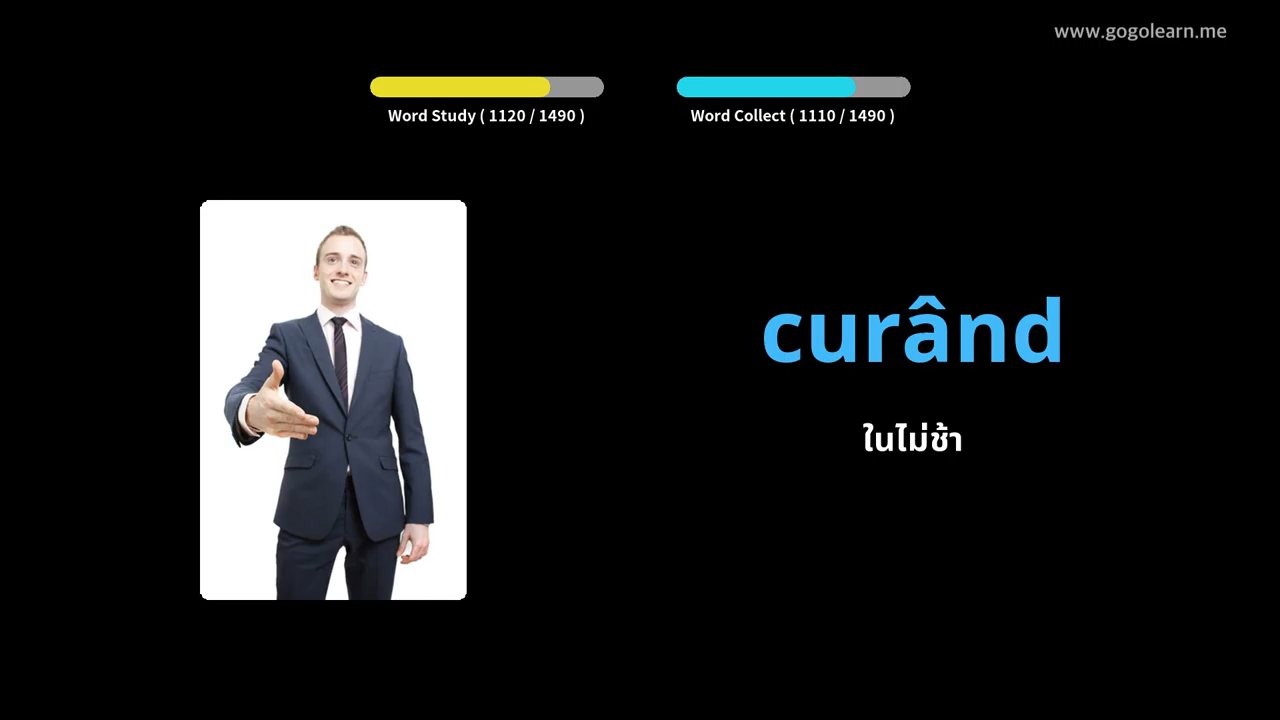 www.gogolearn.me
Word Study ( 1120 / 1490 )
Word Collect ( 1110 / 1490 )
curând
ในไม่ช้า